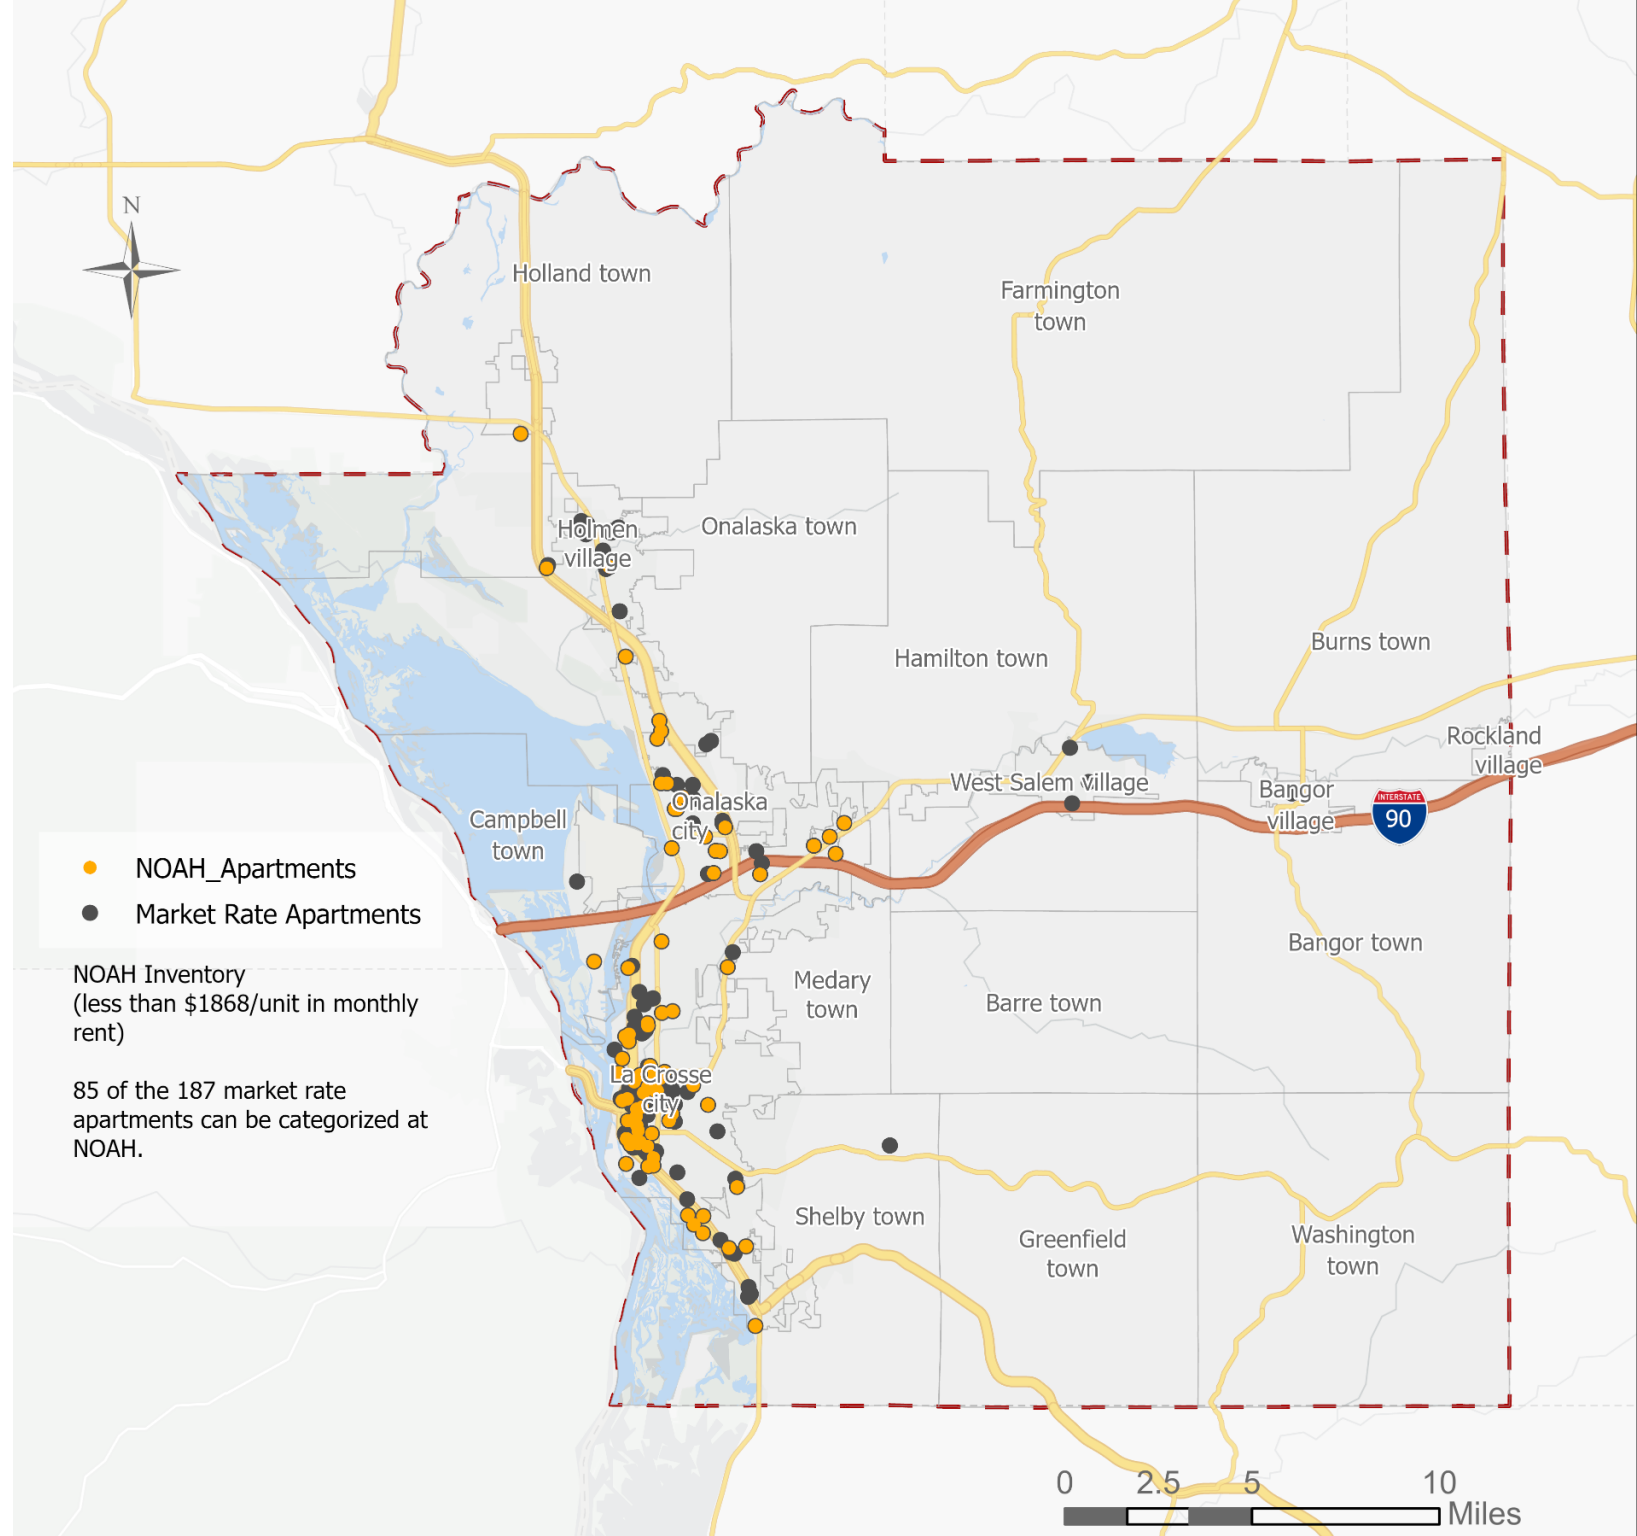 N
Holland town
Farmington
town
Holmen
village
Onalaska town
Hamilton town
Burns town
Rockland
village
West Salem village
Bangor
village
INTERSTATE
90
Onalaska
city
Campbell
town
NOAH_Apartments
Market Rate Apartments
Bangor town
Medary
town
Barre town
NOAH Inventory
(less than $1868/unit in monthly
rent)
85 of the 187 market rate
apartments can be categorized at
NOAH.
La Crosse
city
Shelby town
Greenfield
town
Washington
town
0 2.5 5 10
Miles